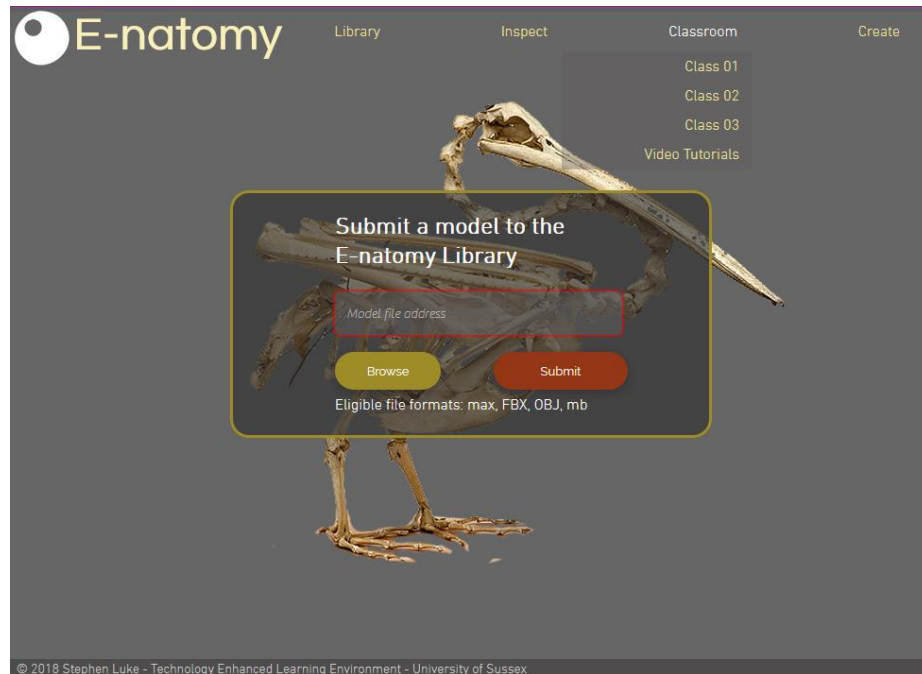 E-natomy
Library Inspect Classroom Create
Class 01
Class 02
Class 03
Video Tutorials
Submit a model to the
E-natomy Library
Model file address
Browse Submit
Eligible file formats: max, FBX, OBJ, mb
© 2018 Stephen Luke - Technology Enhanced Learning Environment - University of Sussex